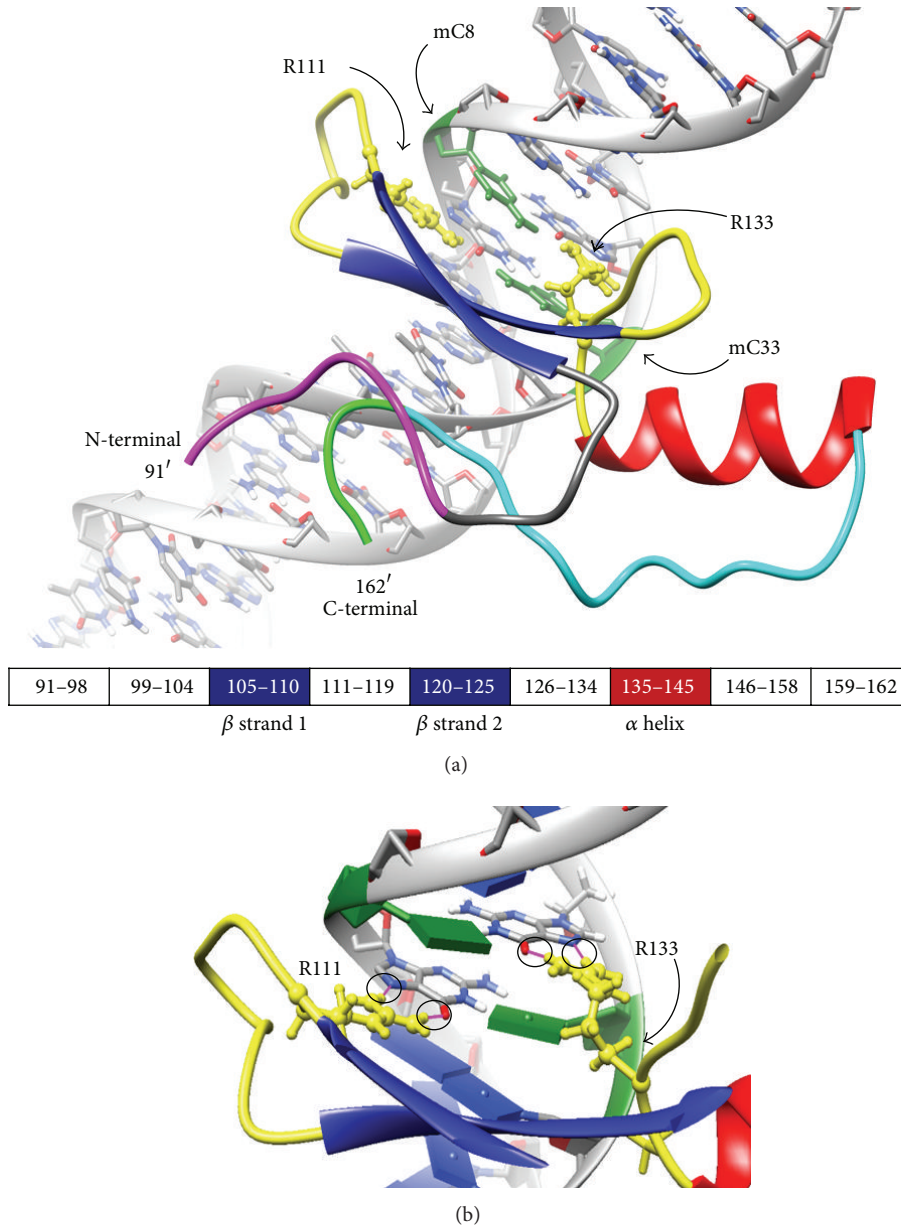 mC8
R111
R133
mC33
N-terminal
91′
162′
C-terminal
91–98 99–104 105–110 111–119 120–125 126–134 135–145 146–158 159–162
β strand 1 β strand 2 α helix
(a)
R133
R111
(b)